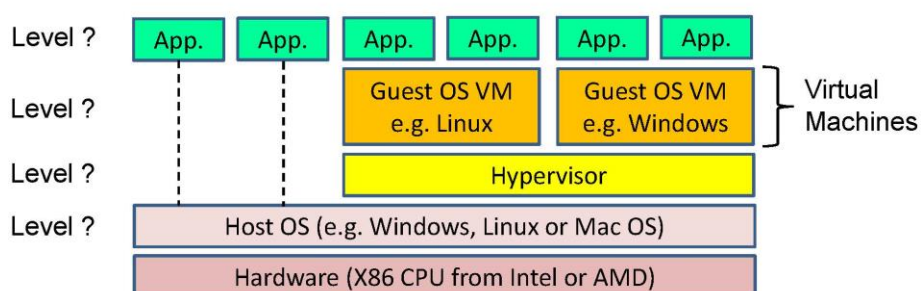 Level ? App. App. App. App. App. App.
Level ? Guest OS VM Guest OS VM Virtual
e.g. Linux e.g. Windows Machines
Level ? Hypervisor
Level ? Host OS (e.g. Windows, Linux or Mac OS)
Hardware (X86 CPU from Intel or AMD)